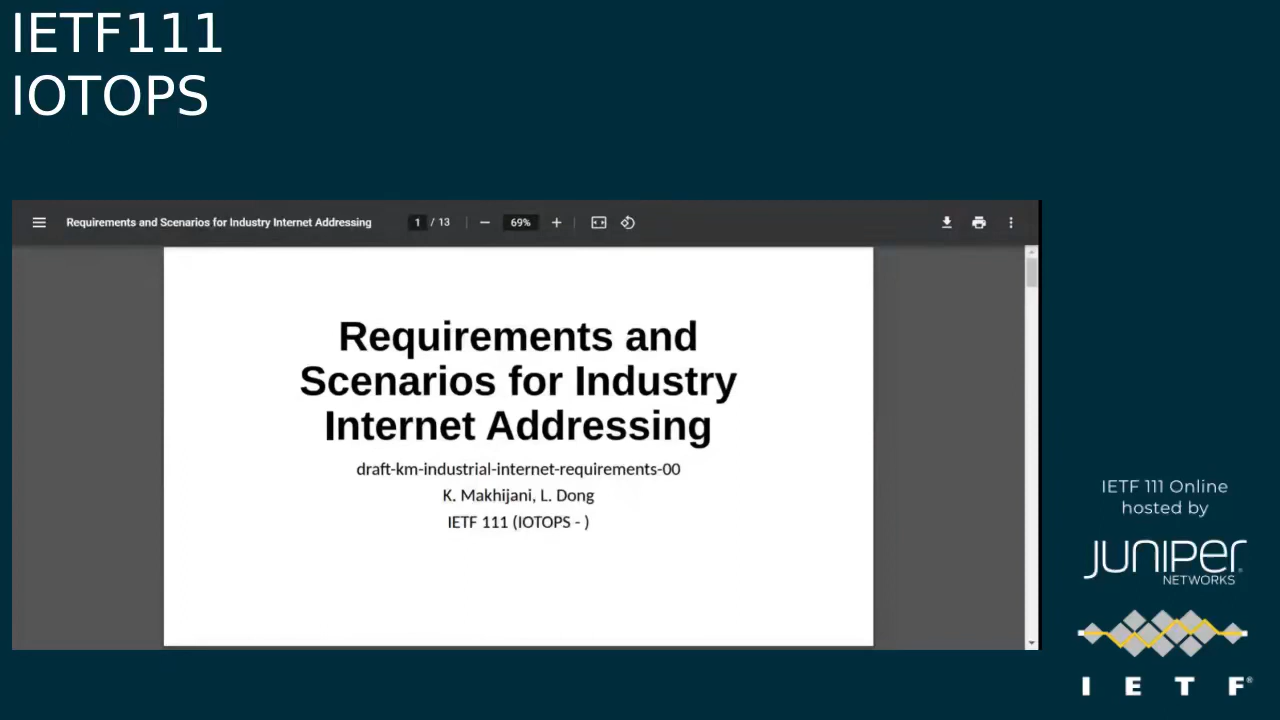 IETF111
IOTOPS
Requirements and Scenarios for Industry Internet Addressing
1 / 13
69%
Requirements and
Scenarios for Industry
Internet Addressing
draft-km-industrial-internet-requirements-00
K. Makhijani, L. Dong
IETF 111 (IOTOPS - )
IETF 111 Online
hosted by
JUNIPER
NETWORKS
I E T F®